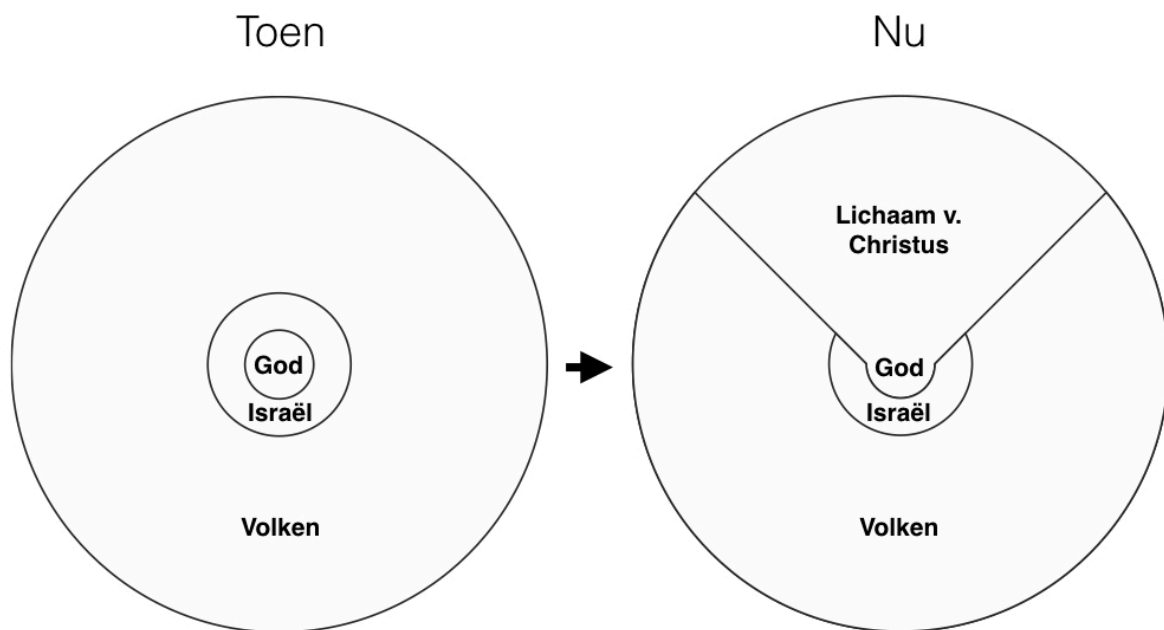 Toen
God
Israël
Volken
Nu
Lichaam v.
Christus
God
Israël
Volken